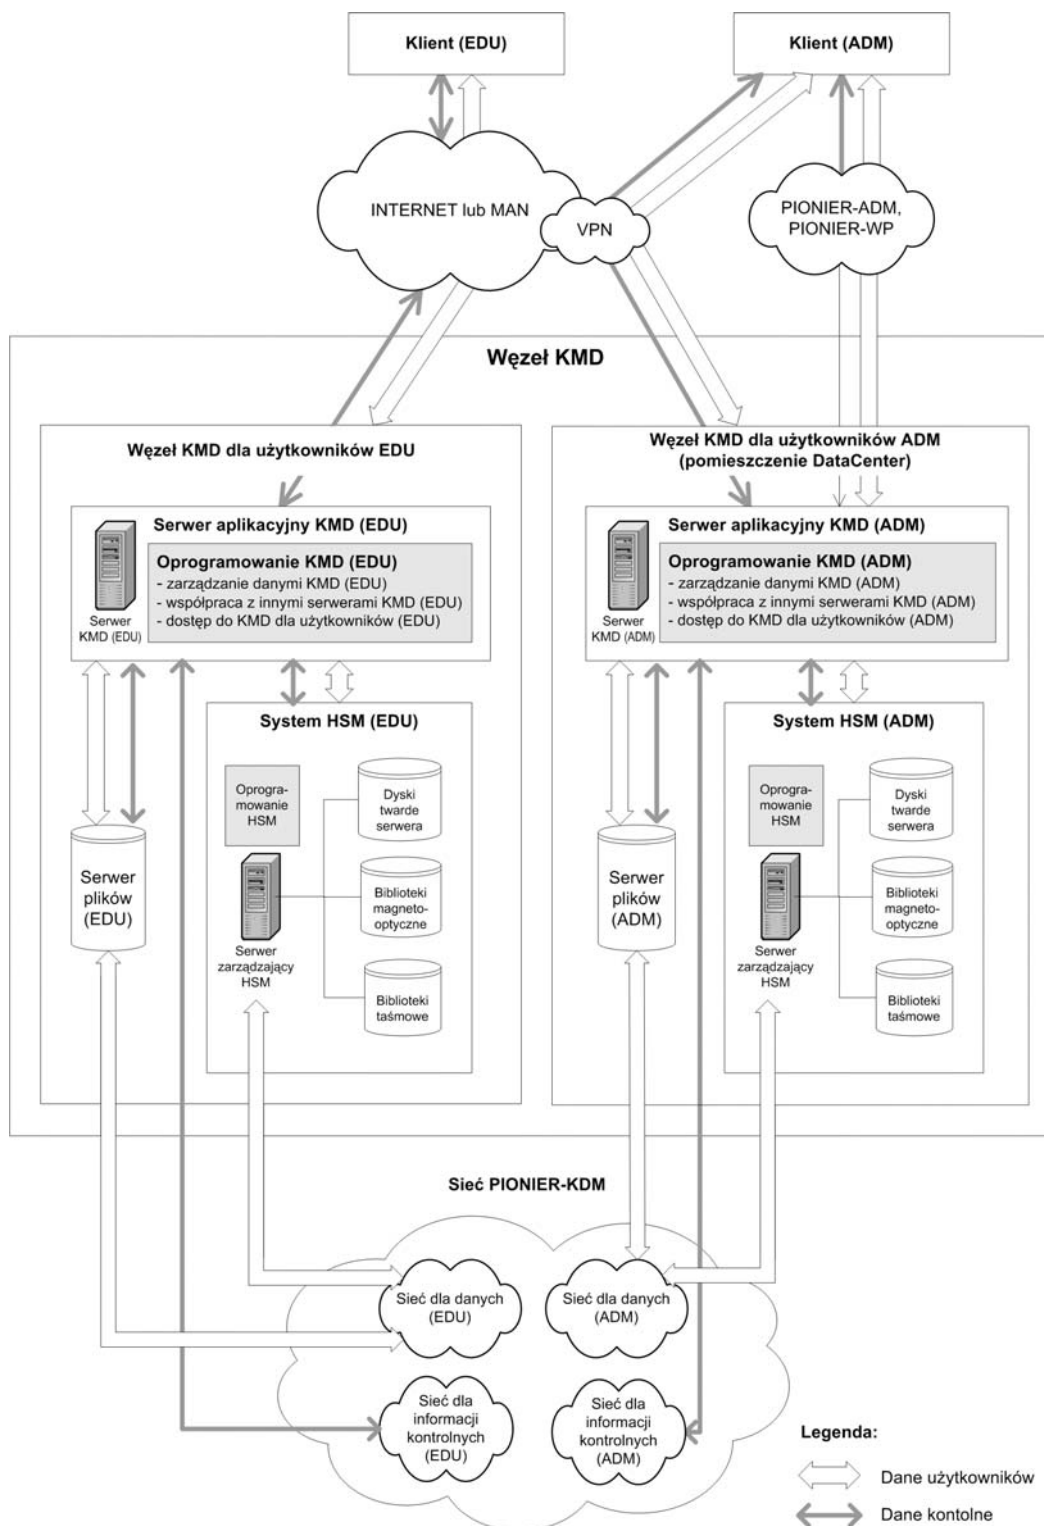 Klient (EDU)
Klient (ADM)
INTERNET lub MAN
VPN
PIONIER-ADM,
PIONIER-WP
Węzeł KMD
Węzeł KMD dla użytkowników EDU
Serwer aplikacyjny KMD (EDU)
Oprogramowanie KMD (EDU)
- zarządzanie danymi KMD (EDU)
- współpraca z innymi serwerami KMD (EDU)
- dostęp do KMD dla użytkowników (EDU)
Serwer
KMD (EDU)
System HSM (EDU)
Oprogra-
mowanie
HSM
Dyski
twarde
serwera
Serwer
plików
(EDU)
Biblioteki
magneto-
optyczne
Serwer
zarządzający
HSM
Biblioteki
taśmowe
Węzeł KMD dla użytkowników ADM
(pomieszczenie DataCenter)
Serwer aplikacyjny KMD (ADM)
Oprogramowanie KMD (ADM)
- zarządzanie danymi KMD (ADM)
- współpraca z innymi serwerami KMD (ADM)
- dostęp do KMD dla użytkowników (ADM)
Serwer
KMD (ADM)
System HSM (ADM)
Oprogra-
mowanie
HSM
Dyski
twarde
serwera
Serwer
plików
(ADM)
Biblioteki
magneto-
optyczne
Serwer
zarządzający
HSM
Biblioteki
taśmowe
Sieć PIONIER-KDM
Sieć dla danych
(EDU)
Sieć dla danych
(ADM)
Sieć dla
informacji
kontrolnych
(EDU)
Sieć dla
informacji
kontrolnych
(ADM)
Legenda:
Dane użytkowników
Dane kontolne